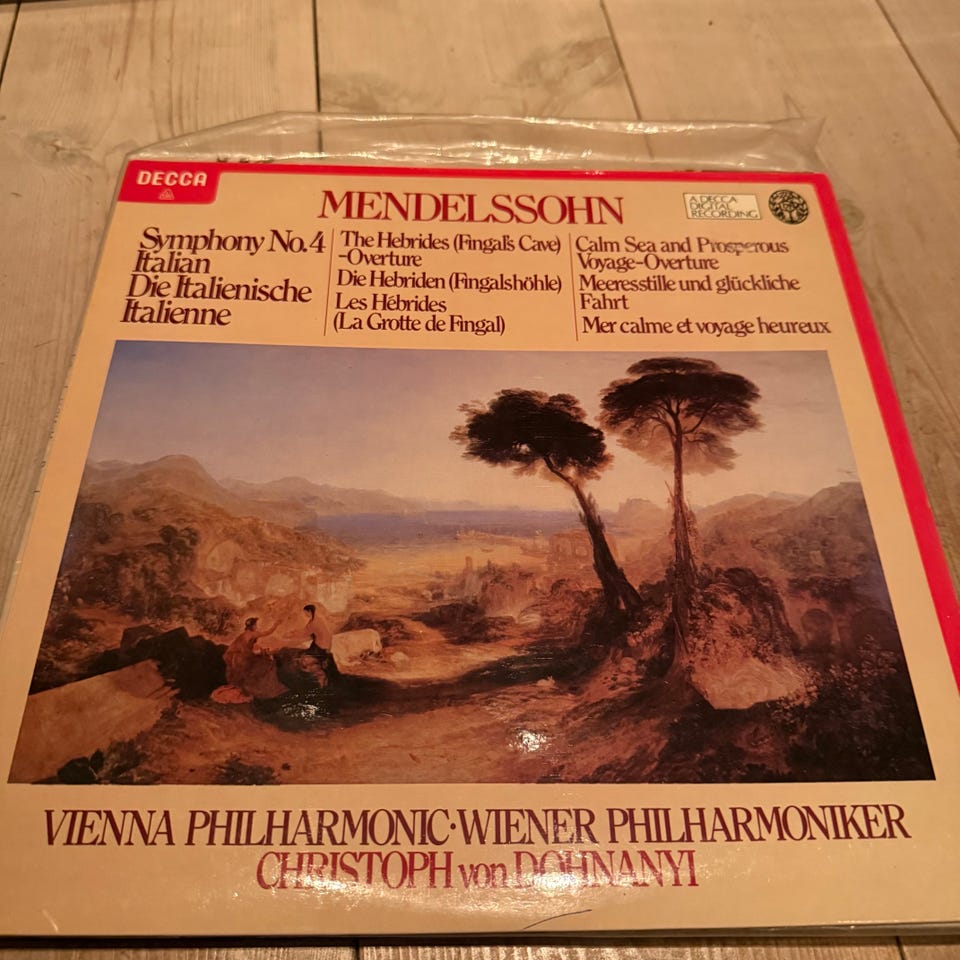 DECCA
MENDELSSOHN
A DECCA
DIGITAL
RECORDING
Symphony No.4
Italian
Die Italienische
Italienne
The Hebrides (Fingal's Cave)
-Overture
Die Hebriden (Fingalshöhle)
Les Hébrides
(La Grotte de Fingal)
Calm Sea and Prosperous
Voyage-Overture
Meeresstille und glückliche
Fahrt
Mer calme et voyage heureux
VIENNA PHILHARMONIC·WIENER PHILHARMONIKER
CHRISTOPH von DOHNANYI